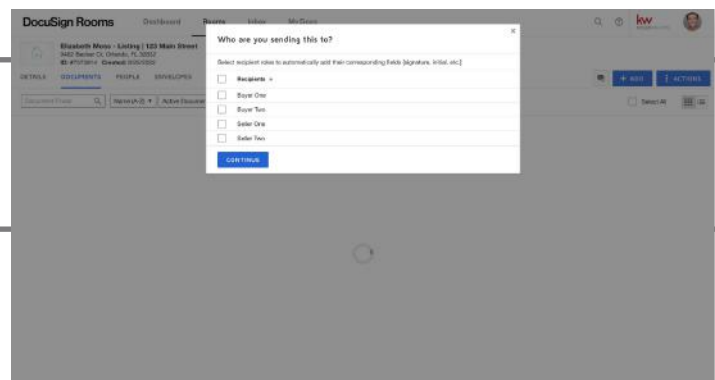 DocuSign Rooms
Dashboard
Rooms
Inbox
My Docs
kw
Elizabeth Moss - Listing | 123 Main Street
DETAILS
DOCUMENTS
PEOPLE
ENVELOPES
+ ADD
ACTIONS
Name (A-Z)
Select All
Who are you sending this to?
×
Select recipient roles to automatically add their corresponding fields (signature, initial, etc.)
Recipients
Buyer One
Buyer Two
Seller One
Seller Two
CONTINUE